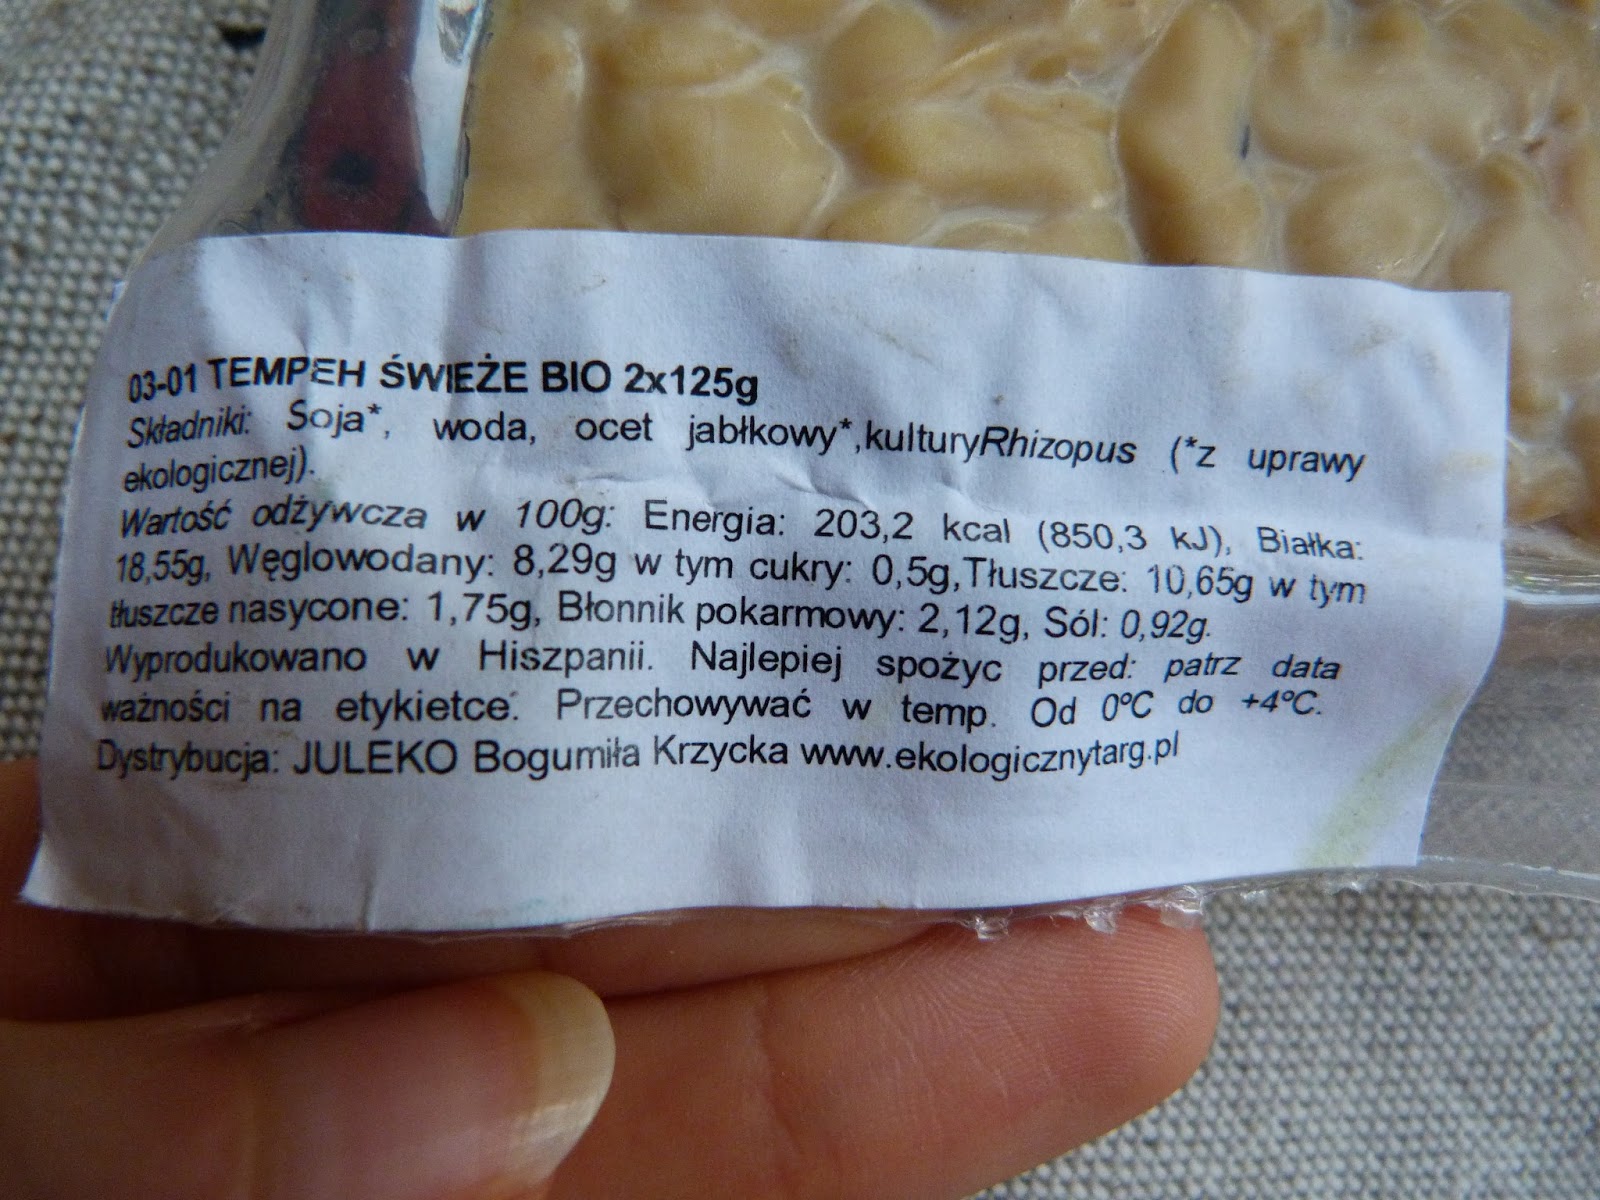 03-01 TEMPEH ŚWIEŻE BIO 2x125g
Składniki: Soja*, woda, ocet jabłkowy*,kulturyRhizopus (*z uprawy
ekologicznej).
Wartość odżywcza w 100g: Energia: 203,2 kcal (850,3 kJ), Białka:
18,55g, Węglowodany: 8,29g w tym cukry: 0,5g,Tłuszcze: 10,65g w tym
tłuszcze nasycone: 1,75g, Błonnik pokarmowy: 2,12g, Sól: 0,92g.
Wyprodukowano w Hiszpanii. Najlepiej spożyc przed: patrz data
ważności na etykietce. Przechowywać w temp. Od 0ºC do +4ºC.
Dystrybucja: JULEKO Bogumiła Krzycka www.ekologicznytarg.pl